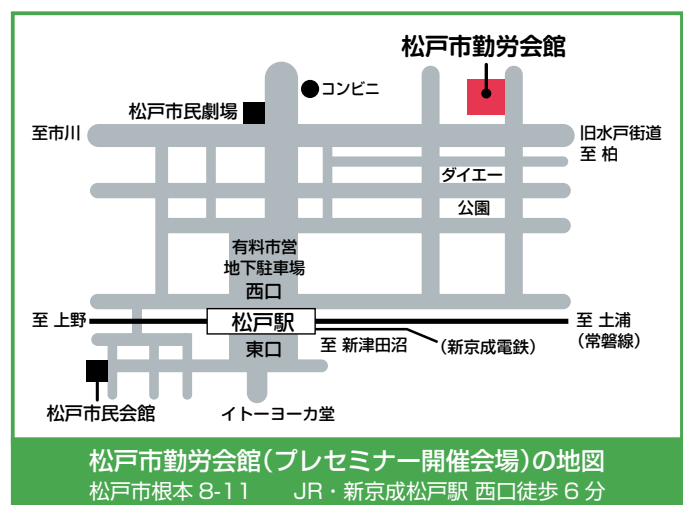 松戸市勤労会館
コンビニ
松戸市民劇場
至市川
旧水戸街道
至 柏
ダイエー
公園
有料市営
地下駐車場
西口
至 上野
松戸駅
至 土浦
(常磐線)
東口
至 新津田沼
(新京成電鉄)
松戸市民会館
イトーヨーカ堂
松戸市勤労会館(プレセミナー開催会場)の地図
松戸市根本 8-11 JR・新京成松戸駅 西口徒歩 6 分